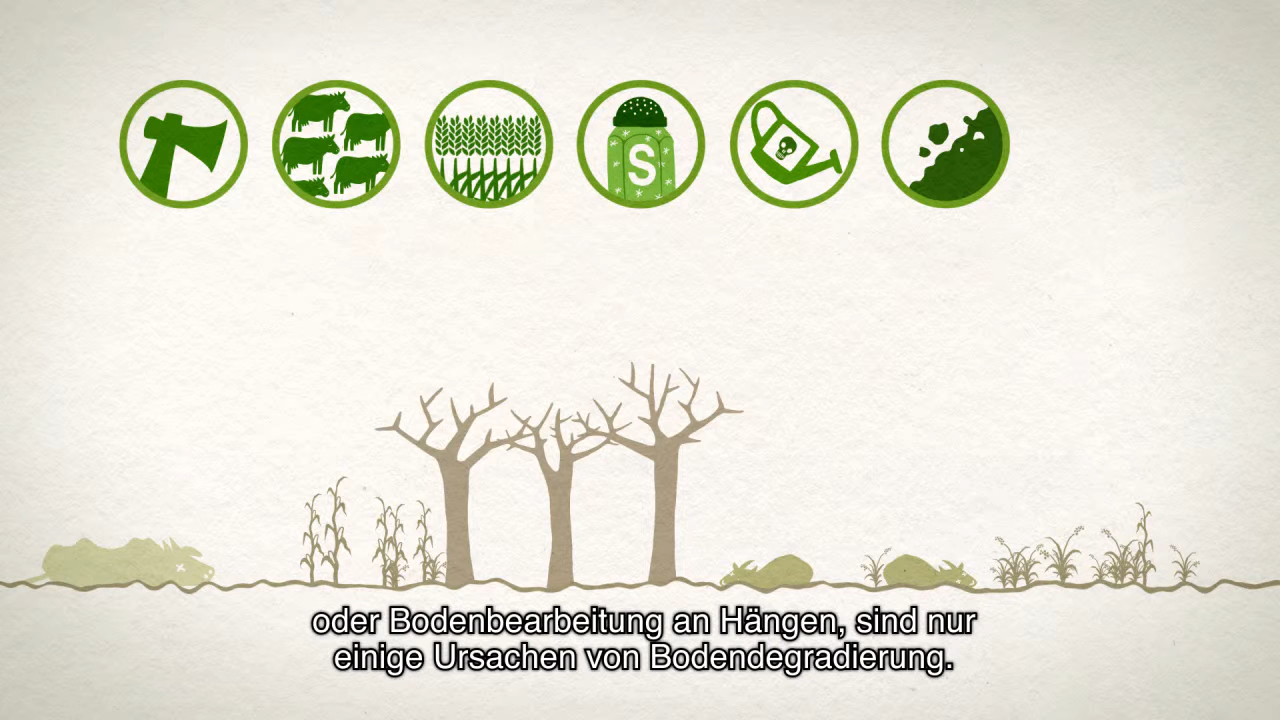 S
oder Bodenbearbeitung an Hängen, sind nur
einige Ursachen von Bodendegradierung.